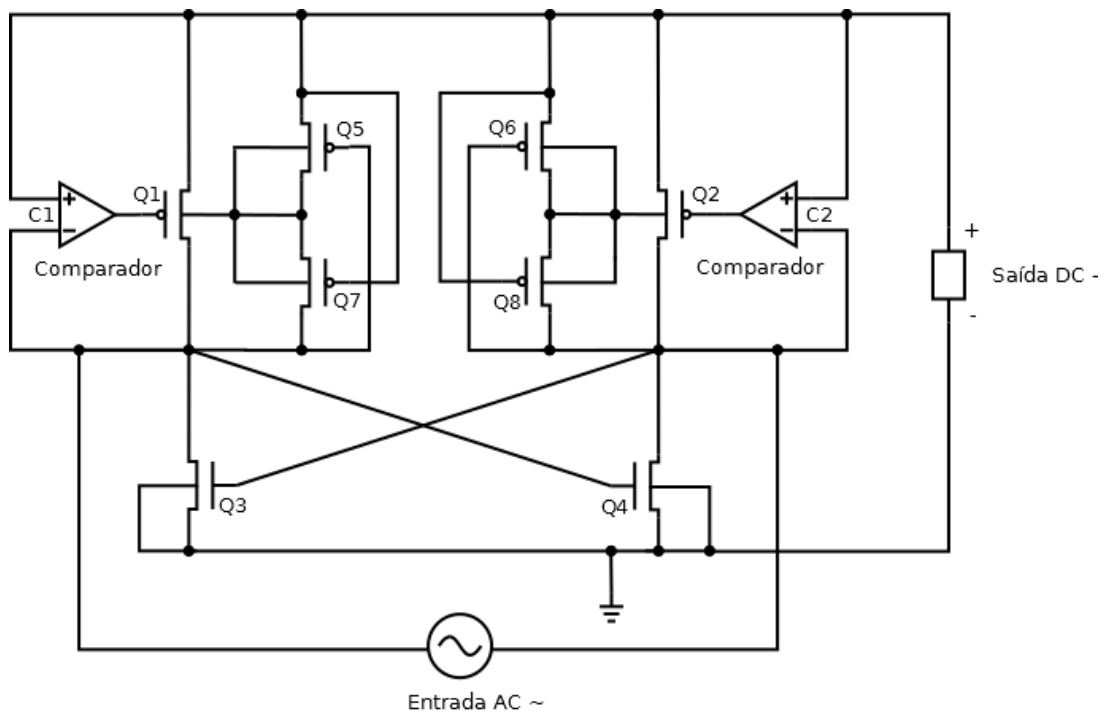 Q5
Q6
Q1
Q2
+
+
C1
C2
-
-
+
Comparador
Comparador
Saída DC -
Q7
Q8
-
Q3
Q4
Entrada AC ~